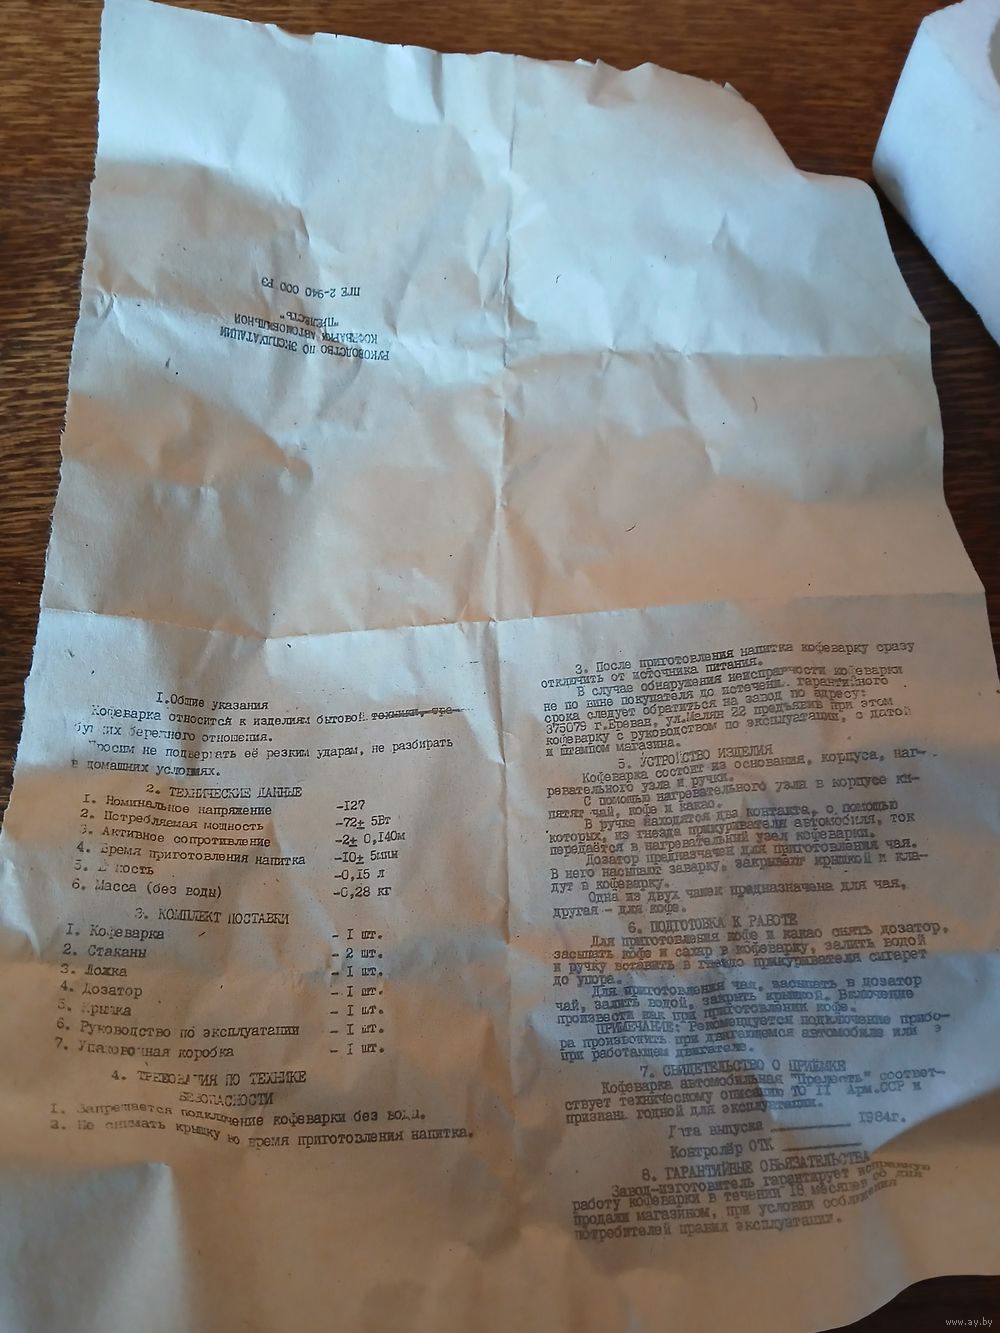 РУКОВОДСТВО ПО ЭКСПЛУАТАЦИИ
КОФЕВАРКИ АВТОМОБИЛЬНОЙ
"ПРЕЛЕСТЬ"
ПГЕ 2-940 000 РЭ
I.Общие указания
Кофеварка относится к изделиям бытовой техники, тре-
бут их бережного отношения.
Просим не подвергать её резким ударам, не разбирать
в домашних условиях.
2. ТЕХНИЧЕСКИЕ ДАННЫЕ
I. Номинальное напряжение -I27
2. Потребляемая мощность -72± 5Вт
3. Активное сопротивление -2± 0,I4Ом
4. Время приготовления напитка -I0± 5мин
5. Ёмкость -0,I5 л
6. Масса (без воды) -0,28 кг
3. КОМПЛЕКТ ПОСТАВКИ
I. Кофеварка - I шт.
2. Стаканы - 2 шт.
3. Ложка - I шт.
4. Дозатор - I шт.
5. Крышка - I шт.
6. Руководство по эксплуатации - I шт.
7. Упаковочная коробка - I шт.
4. ТРЕБОВАНИЯ ПО ТЕХНИКЕ
БЕЗОПАСНОСТИ
I. Запрещается подключение кофеварки без воды.
2. Не снимать крышку во время приготовления напитка.
3. После приготовления напитка кофеварку сразу
отключить от источника питания.
В случае обнаружения неисправности кофеварки
не по вине покупателя до истечени. гарантийного
срока следует обратиться на завод по адресу:
375079 г.Ереван, ул.Малян 22 предъявив при этом
кофеварку с руководством по эксплуатации, с датой
и штампом магазина.
5. УСТРОЙСТВО ИЗДЕЛИЯ
Кофеварка состоит из основания, корпуса, наг-
ревательного узла и ручки.
С помощью нагревательного узла в корпусе ки-
пятят чай, кофе и какао.
В ручке находятся два контакта, с помощью
которых, из гнезда прикуривателя автомобиля, ток
передаётся в нагревательный узел кофеварки.
Дозатор предназначен для приготовления чая.
В него насыпают заварку, закрывают крышкой и кла-
дут в кофеварку.
Одна из двух чашек предназначена для чая,
другая - для кофе.
6. ПОДГОТОВКА К РАБОТЕ
Для приготовления кофе и какао снять дозатор,
засыпать кофе и сахар в кофеварку, залить водой
и ручку вставить в гнездо прикуривателя сигарет
до упора.
Для приготовления чая, засыпать в дозатор
чай, залить водой, закрыть крышкой. Включение
произвести как при приготовлении кофе.
ПРИМЕЧАНИЕ: Рекомендуется подключение прибо-
ра производить при двигающемся автомобиле или
при работающем двигателе.
7. СВИДЕТЕЛЬСТВО О ПРИЁМКЕ
Кофеварка автомобильная "Прелесть" соответ-
ствует техническому описанию ТО II Арм.ССР и
признана годной для эксплуатации.
Дата выпуска I984г.
Контролёр ОТК
8. ГАРАНТИЙНЫЕ ОБЯЗАТЕЛЬСТВА
Завод-изготовитель гарантирует исправную
работу кофеварки в течении I8 месяцев со дня
продажи магазином, при условии соблюдения
потребителей правил эксплуатации.
www.ay.by